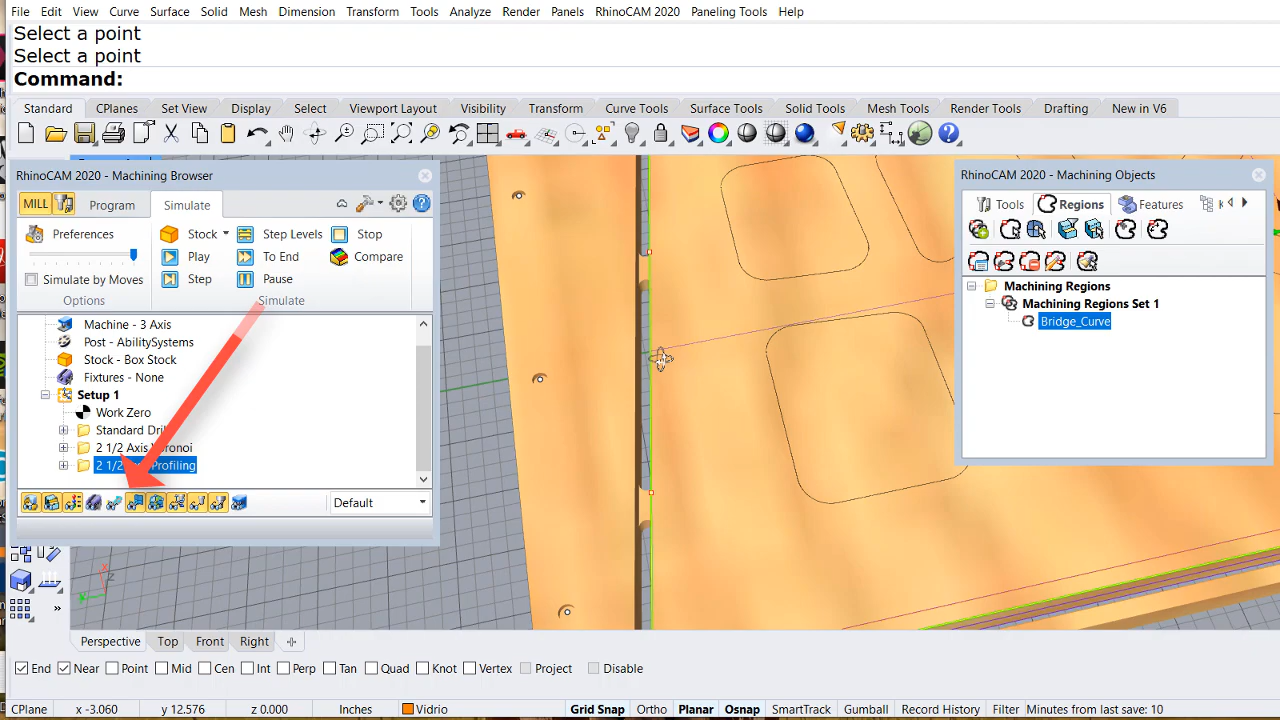 File Edit View Curve Surface Solid Mesh Dimension Transform Tools Analyze Render Panels RhinoCAM 2020 Paneling Tools Help
Select a point
Select a point
Command:
Standard CPlanes Set View Display Select Viewport Layout Visibility Transform Curve Tools Surface Tools Solid Tools Mesh Tools Render Tools Drafting New in V6
RhinoCAM 2020 - Machining Browser
MILL Program Simulate
Preferences Stock Step Levels Stop
Play To End Compare
Simulate by Moves Step Pause
Options Simulate
Machine - 3 Axis
Post - AbilitySystems
Stock - Box Stock
Fixtures - None
Setup 1
Work Zero
Standard
2 1/2 Axis
Profiling
Default
RhinoCAM 2020 - Machining Objects
Tools Regions Features
Machining Regions
Machining Regions Set 1
Bridge_Curve
Z
X
Perspective Top Front Right
End Near Point Mid Cen Int Perp Tan Quad Knot Vertex Project Disable
CPlane x -3.060 y 12.576 z 0.000 Inches Vidrio Grid Snap Ortho Planar Osnap SmartTrack Gumball Record History Filter Minutes from last save: 10